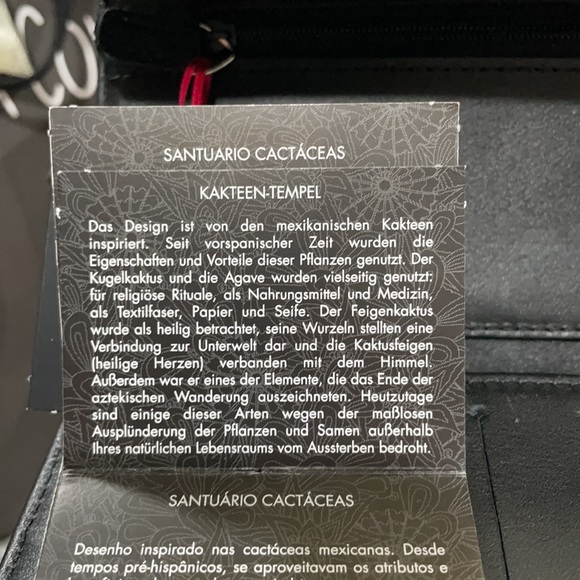 CO
SANTUARIO CACTÁCEAS
KAKTEEN-TEMPEL
Das Design ist von den mexikanischen Kakteen
inspiriert. Seit vorspanischer Zeit wurden die
Eigenschaften und Vorteile dieser Pflanzen genutzt. Der
Kugelkaktus und die Agave wurden vielseitig genutzt:
für religiöse Rituale, als Nahrungsmittel und Medizin,
als Textilfaser, Papier und Seife. Der Feigenkaktus
wurde als heilig betrachtet, seine Wurzeln stellten eine
Verbindung zur Unterwelt dar und die Kaktusfeigen
(heilige Herzen) verbanden mit dem Himmel.
Außerdem war er eines der Elemente, die das Ende der
aztekischen Wanderung auszeichneten. Heutzutage
sind einige dieser Arten wegen der maßlosen
Ausplünderung der Pflanzen und Samen außerhalb
Ihres natürlichen Lebensraums vom Aussterben bedroht.
SANTUÁRIO CACTÁCEAS
Desenho inspirado nas cactáceas mexicanas. Desde
tempos pré-hispânicos, se aproveitavam os atributos e